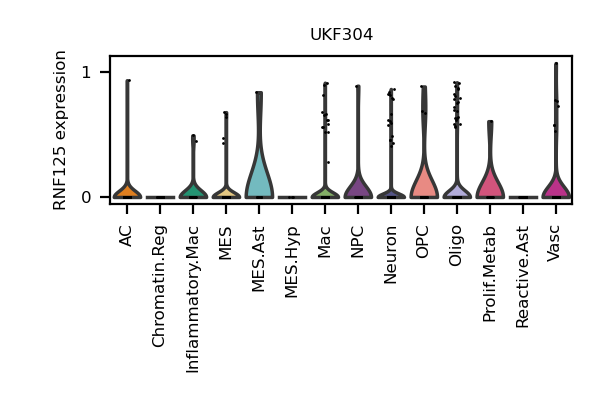 UKF304
RNF125 expression
1
0
AC
Chromatin.Reg
Inflammatory.Mac
MES
MES.Ast
MES.Hyp
Mac
NPC
Neuron
OPC
Oligo
Prolif.Metab
Reactive.Ast
Vasc